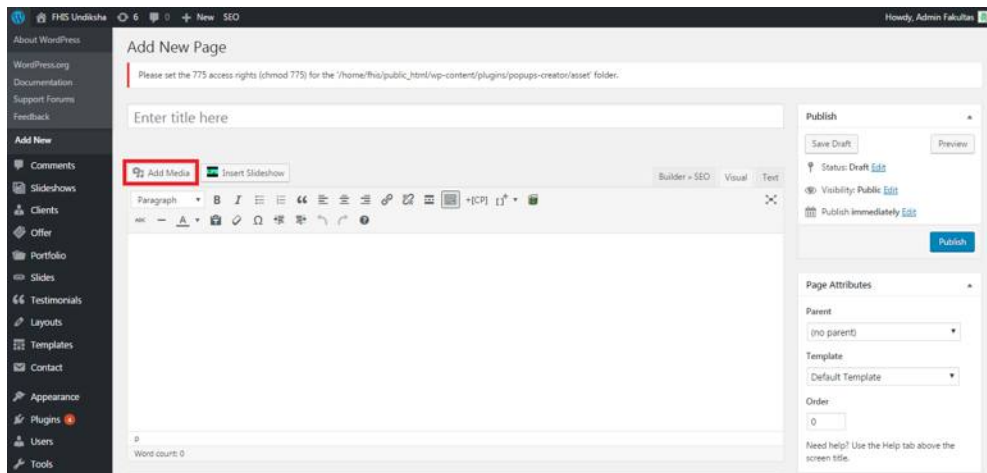 FHIS Undiksha 6 0 + New SEO Howdy, Admin Fakultas
About WordPress
WordPress.org
Documentation
Support Forums
Feedback
Add New
Comments
Slideshows
Clients
Offer
Portfolio
Slides
Testimonials
Layouts
Templates
Contact
Appearance
Plugins
Users
Tools
Add New Page
Please set the 775 access rights (chmod 775) for the '/home/fhis/public_html/wp-content/plugins/popups-creator/asset' folder.
Enter title here
Add Media Insert Slideshow Builder » SEO Visual Text
Paragraph B I +[CP]
ABC A Ω
p
Word count: 0
Publish
Save Draft Preview
Status: Draft Edit
Visibility: Public Edit
Publish immediately Edit
Publish
Page Attributes
Parent
(no parent)
Template
Default Template
Order
0
Need help? Use the Help tab above the
screen title.